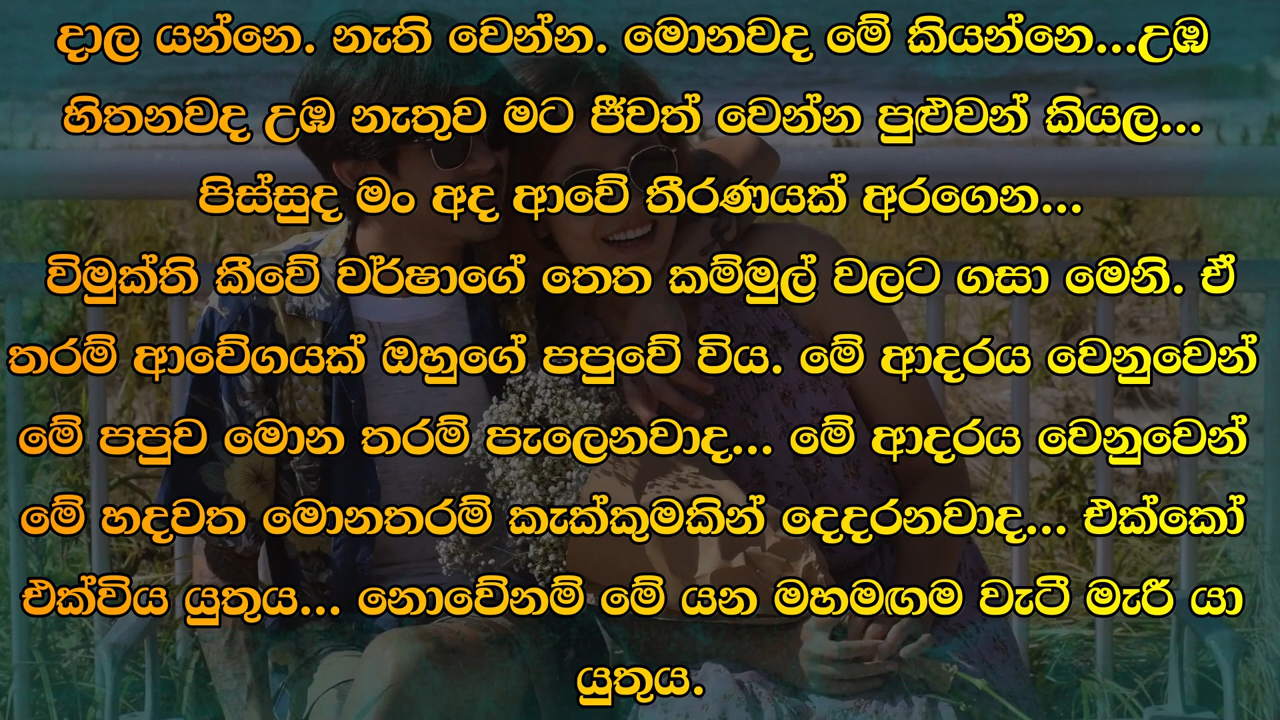 දාල යන්නෙ. නැති වෙන්න. මොනවද මේ කියන්නෙ...උඹ
හිතනවද උඹ නැතුව මට ජීවත් වෙන්න පුළුවන් කියල...
පිස්සුද මං අද ආවේ තීරණයක් අරගෙන...
විමුක්ති කීවේ වර්ෂාගේ තෙත කම්මුල් වලට ගසා මෙනි. ඒ
තරම් ආවේගයක් ඔහුගේ පපුවේ විය. මේ ආදරය වෙනුවෙන්
මේ පපුව මොන තරම් පැලෙනවාද... මේ ආදරය වෙනුවෙන්
මේ හදවත මොනතරම් කැක්කුමකින් දෙදරනවාද... එක්කෝ
එක්විය යුතුය... නොවේනම් මේ යන මහමඟම වැටී මැරී යා
යුතුය.